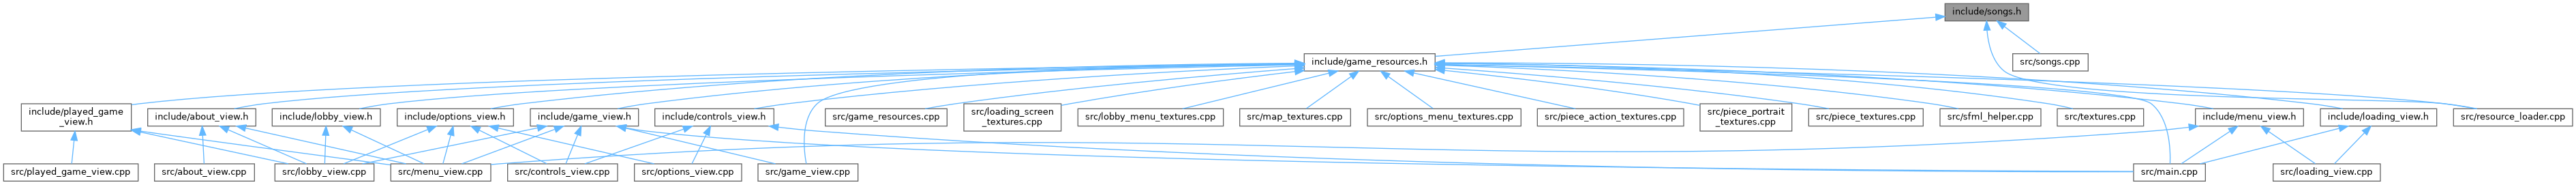 include/songs.h
src/songs.cpp
include/game_resources.h
include/played_game
_view.h
include/about_view.h
include/lobby_view.h
include/options_view.h
include/game_view.h
include/controls_view.h
src/game_resources.cpp
src/loading_screen
_textures.cpp
src/lobby_menu_textures.cpp
src/map_textures.cpp
src/options_menu_textures.cpp
src/piece_action_textures.cpp
src/piece_portrait
_textures.cpp
src/piece_textures.cpp
src/sfml_helper.cpp
src/textures.cpp
include/menu_view.h
include/loading_view.h
src/resource_loader.cpp
src/played_game_view.cpp
src/about_view.cpp
src/lobby_view.cpp
src/menu_view.cpp
src/controls_view.cpp
src/options_view.cpp
src/game_view.cpp
src/main.cpp
src/loading_view.cpp